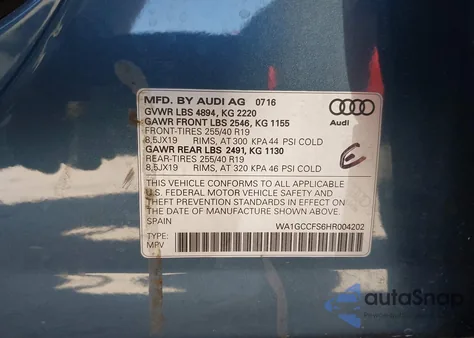 MFD. BY AUDI AG 07/16
GVWR LBS 4894, KG 2220
GAWR FRONT LBS 2546, KG 1155
FRONT-TIRES 255/40 R19
8,5JX19 RIMS, AT 300 KPA 44 PSI COLD
GAWR REAR LBS 2491, KG 1130
REAR-TIRES 255/40 R19
8,5JX19 RIMS, AT 320 KPA 46 PSI COLD
THIS VEHICLE CONFORMS TO ALL APPLICABLE
U.S. FEDERAL MOTOR VEHICLE SAFETY AND
THEFT PREVENTION STANDARDS IN EFFECT ON
THE DATE OF MANUFACTURE SHOWN ABOVE
SPAIN
WA1GCCFS6HR004202
TYPE:
MPV
Audi
E
autoSnap